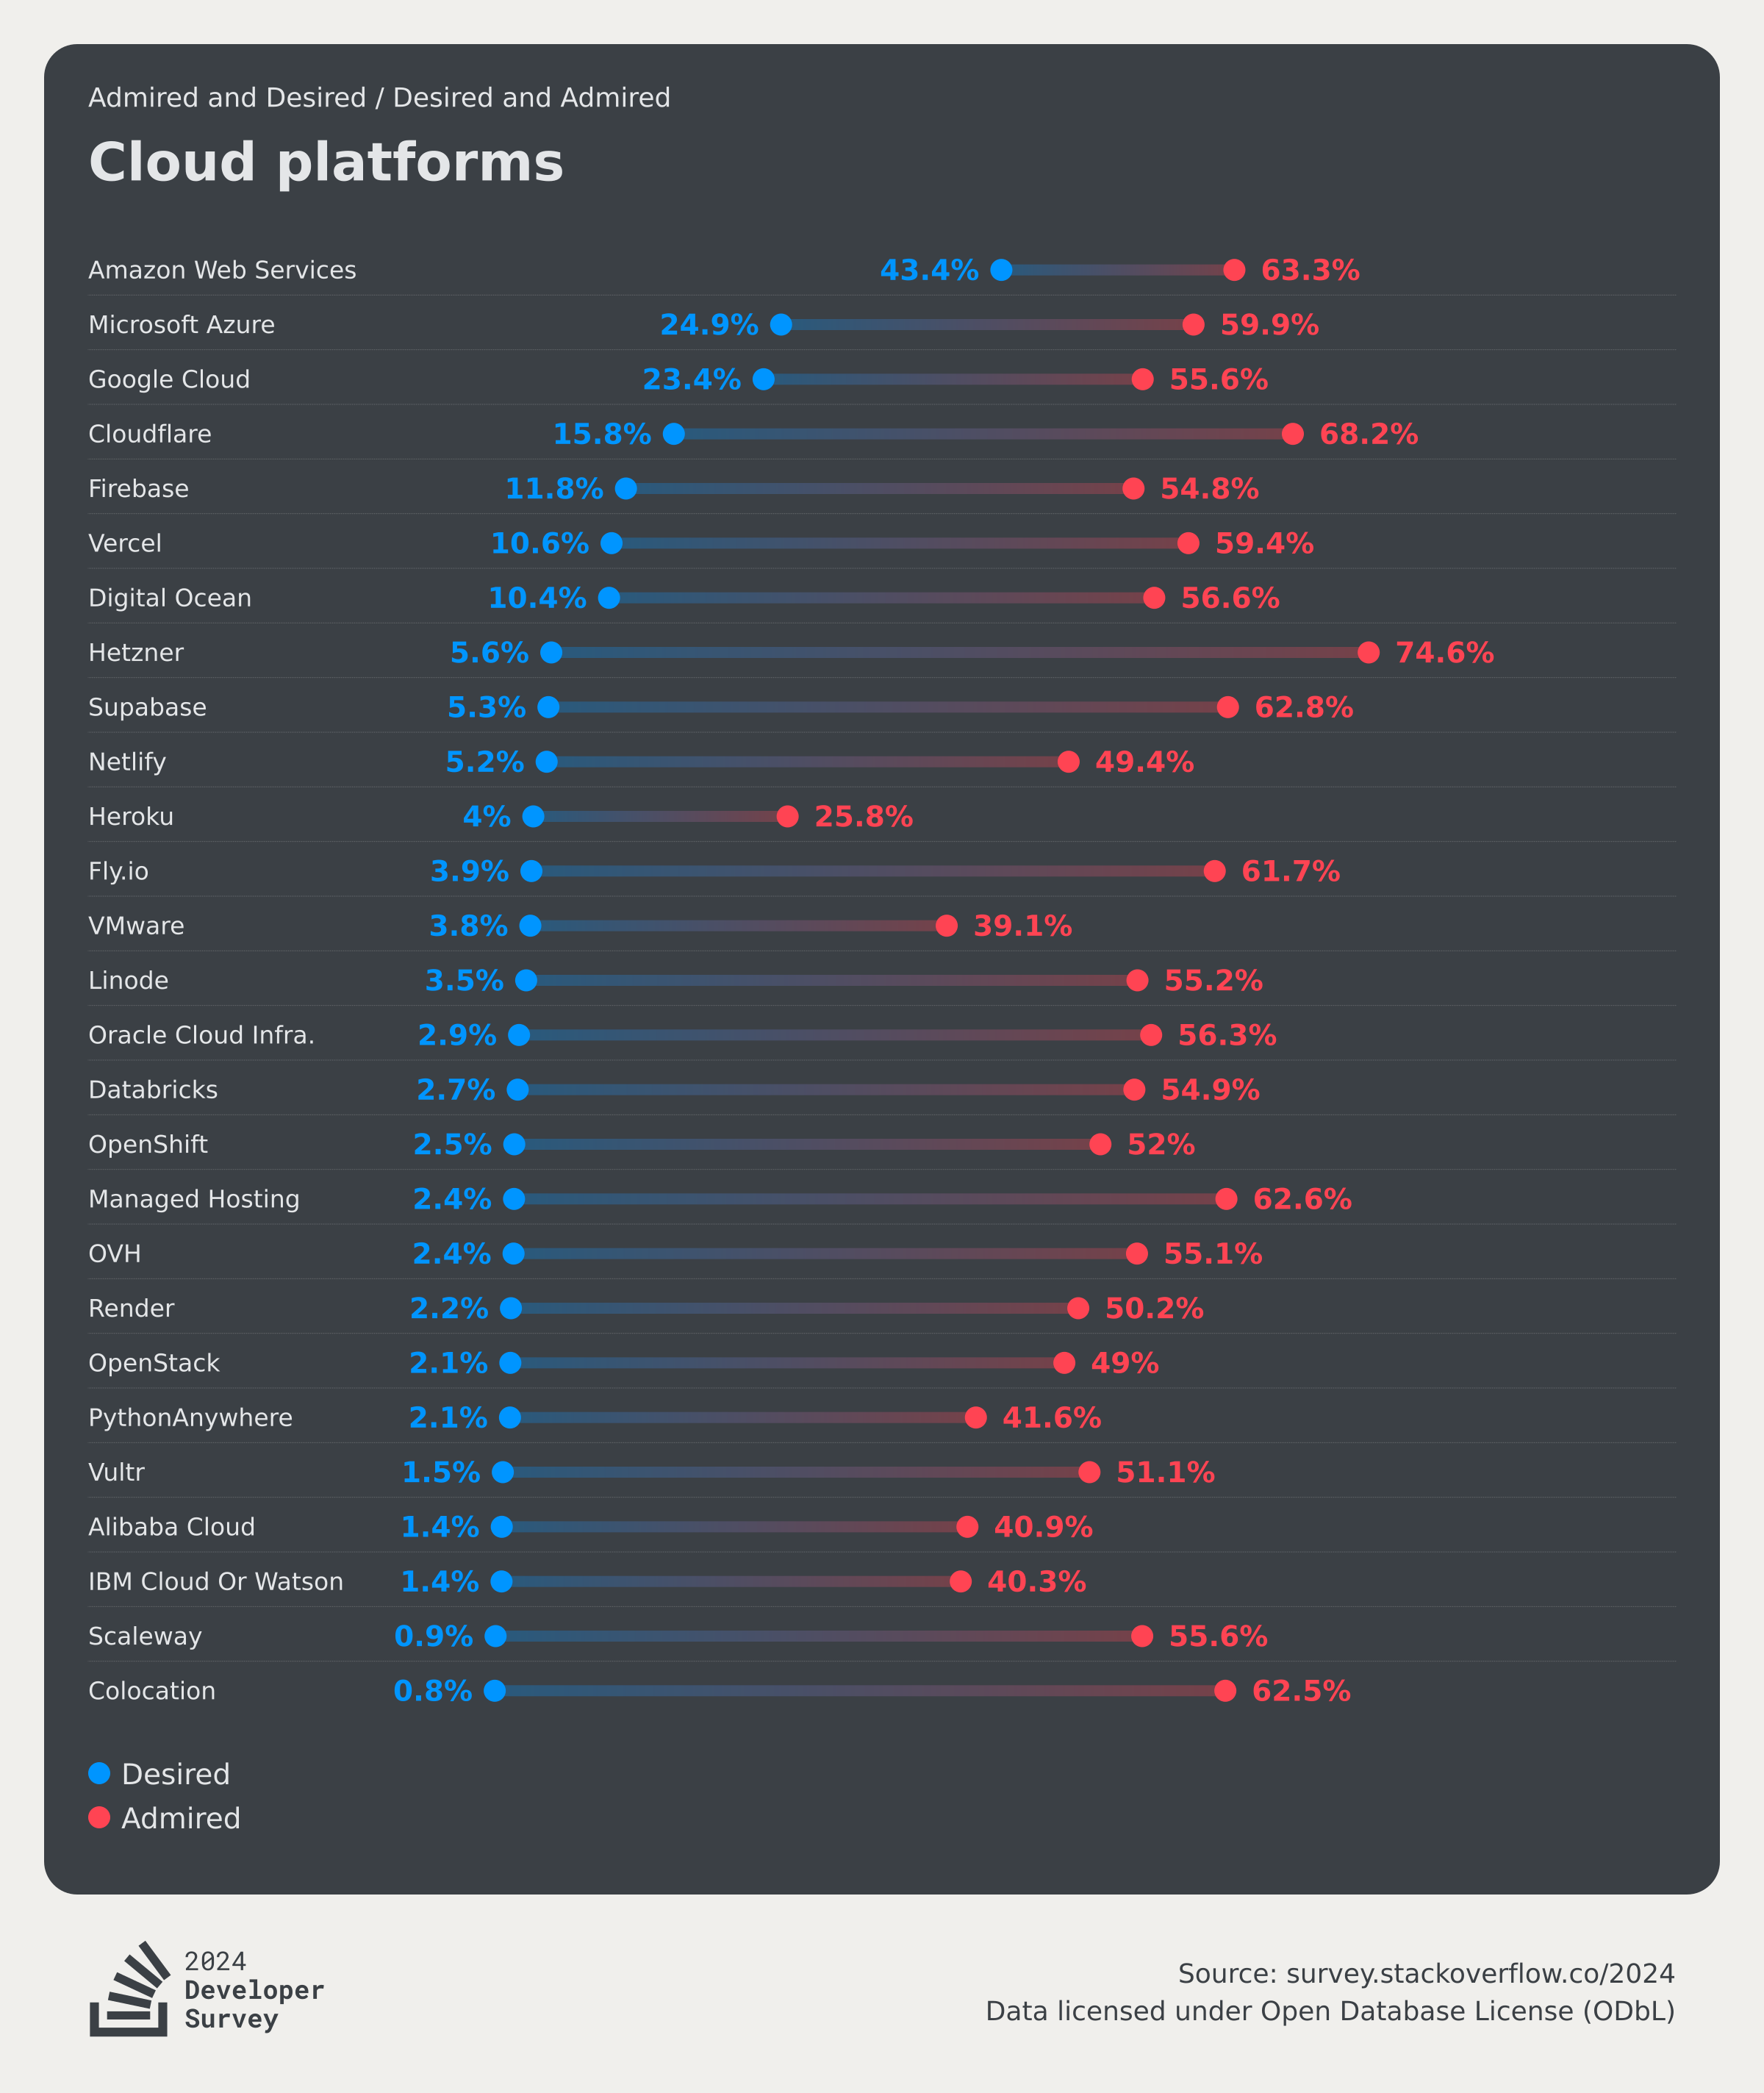 Admired and Desired / Desired and Admired
Cloud platforms
Amazon Web Services 43.4% 63.3%
Microsoft Azure 24.9% 59.9%
Google Cloud 23.4% 55.6%
Cloudflare 15.8% 68.2%
Firebase 11.8% 54.8%
Vercel 10.6% 59.4%
Digital Ocean 10.4% 56.6%
Hetzner 5.6% 74.6%
Supabase 5.3% 62.8%
Netlify 5.2% 49.4%
Heroku 4% 25.8%
Fly.io 3.9% 61.7%
VMware 3.8% 39.1%
Linode 3.5% 55.2%
Oracle Cloud Infra. 2.9% 56.3%
Databricks 2.7% 54.9%
OpenShift 2.5% 52%
Managed Hosting 2.4% 62.6%
OVH 2.4% 55.1%
Render 2.2% 50.2%
OpenStack 2.1% 49%
PythonAnywhere 2.1% 41.6%
Vultr 1.5% 51.1%
Alibaba Cloud 1.4% 40.9%
IBM Cloud Or Watson 1.4% 40.3%
Scaleway 0.9% 55.6%
Colocation 0.8% 62.5%
Desired
Admired
2024
Developer
Survey
Source: survey.stackoverflow.co/2024
Data licensed under Open Database License (ODbL)